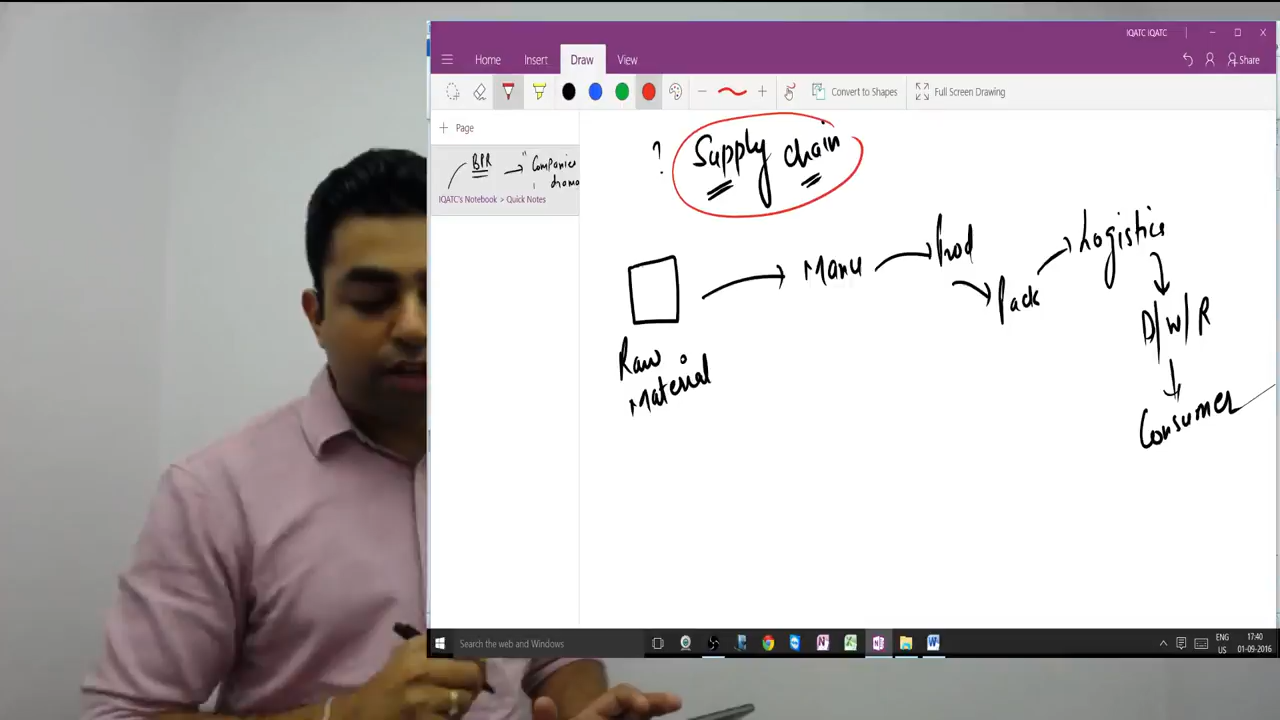 IQATC IQATC
Home Insert Draw View
Share
Convert to Shapes
Full Screen Drawing
+ Page
BPR → " Companies
drama
IQATC's Notebook > Quick Notes
? Supply chain
Raw
Material
Manu
Prod
Pack
Logistics
D/W/R
Consumer
Search the web and Windows
ENG
US
17:40
01-09-2016